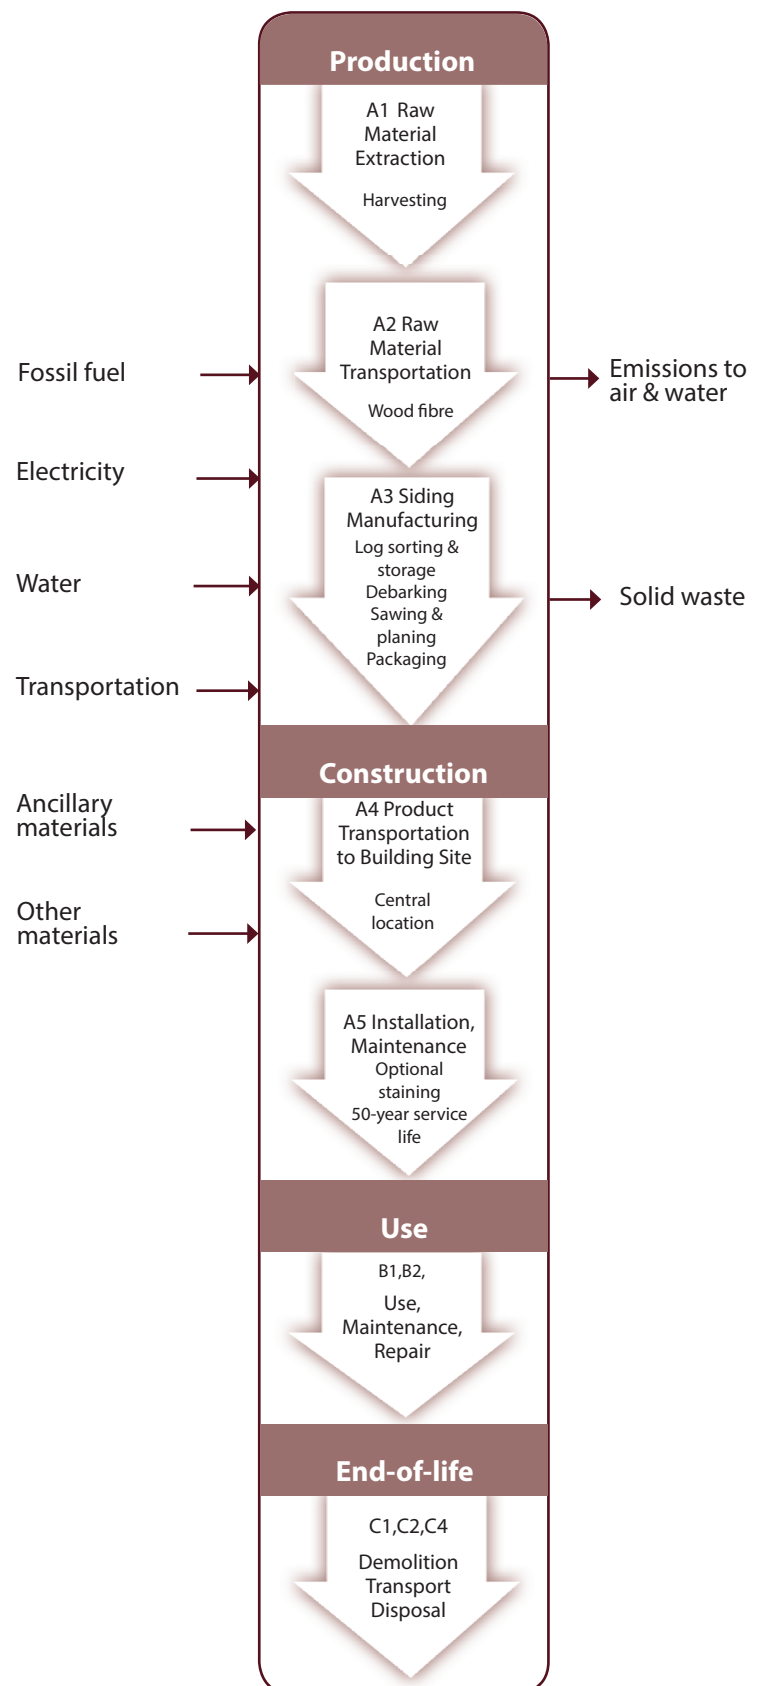 Production
A1 Raw
Material
Extraction
Harvesting
A2 Raw
Material
Transportation
Wood fibre
A3 Siding
Manufacturing
Log sorting &
storage
Debarking
Sawing &
planing
Packaging
Fossil fuel
Electricity
Water
Transportation
Ancillary
materials
Other
materials
Emissions to
air & water
Solid waste
Construction
A4 Product
Transportation
to Building Site
Central
location
A5 Installation,
Maintenance
Optional
staining
50-year service
life
Use
B1,B2,
Use,
Maintenance,
Repair
End-of-life
C1,C2,C4
Demolition
Transport
Disposal